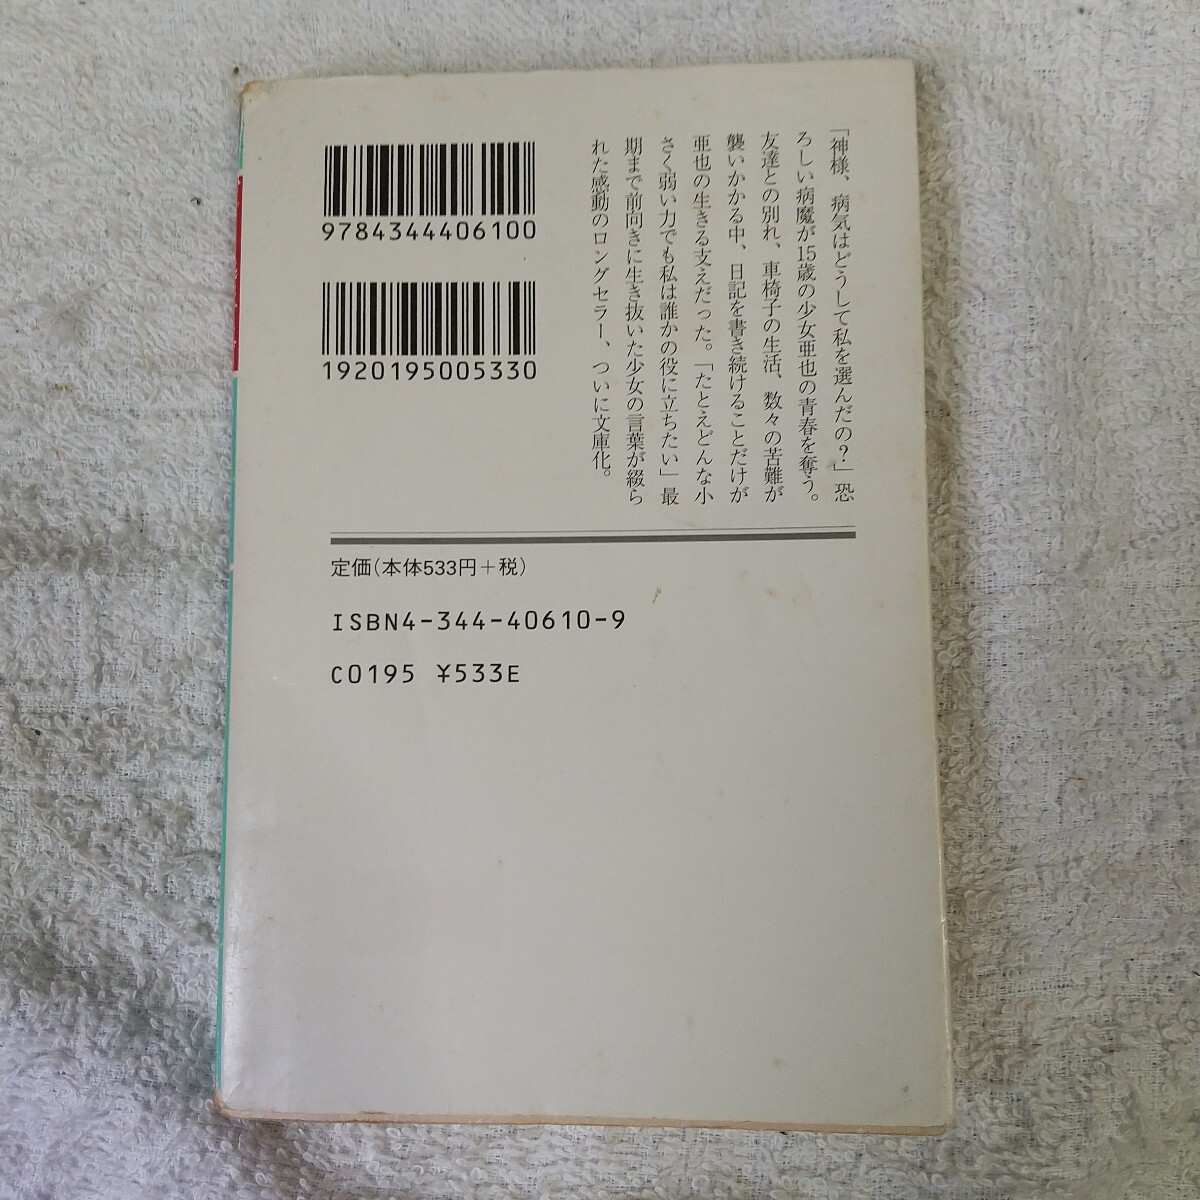 「神様、病気はどうして私を選んだの？」恐
ろしい病魔が15歳の少女亜也の青春を奪う。
友達との別れ、車椅子の生活、数々の苦難が
襲いかかる中、日記を書き続けることだけが
亜也の生きる支えだった。「たとえどんな小
さく弱い力でも私は誰かの役に立ちたい」最
期まで前向きに生き抜いた少女の言葉が綴ら
れた感動のロングセラー、ついに文庫化。
9784344406100
1920195005330
定価(本体533円＋税)
ISBN4-344-40610-9
C0195 ¥533E